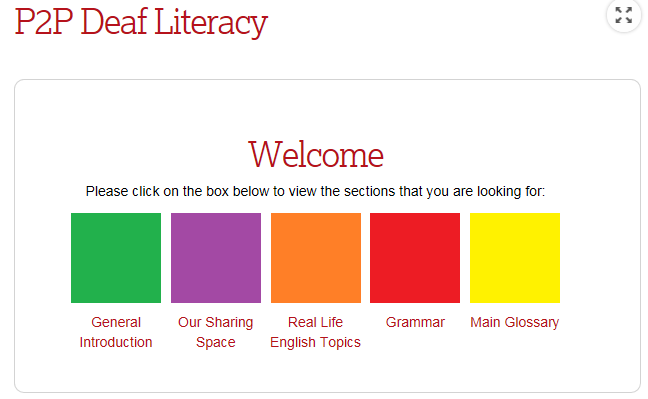 P2P Deaf Literacy
Welcome
Please click on the box below to view the sections that you are looking for:
General
Introduction
Our Sharing
Space
Real Life
English Topics
Grammar
Main Glossary